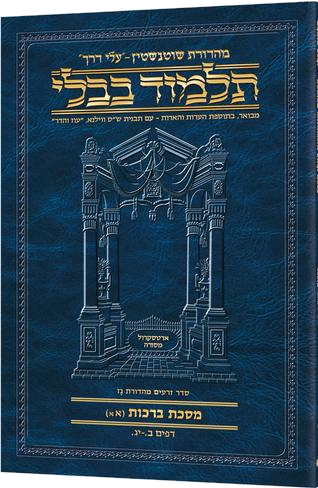 מהדורת שוטנשטין - 'עלי דרך'
תלמוד בבלי
מבואר, בתוספת הערות והארות - עם תבנית ש"ס ווילנא, "עוז והדר"
ארטסקרול
מסורה
סדר זרעים מהדורת גז
מסכת ברכות (א א)
דפים ב.-יג.